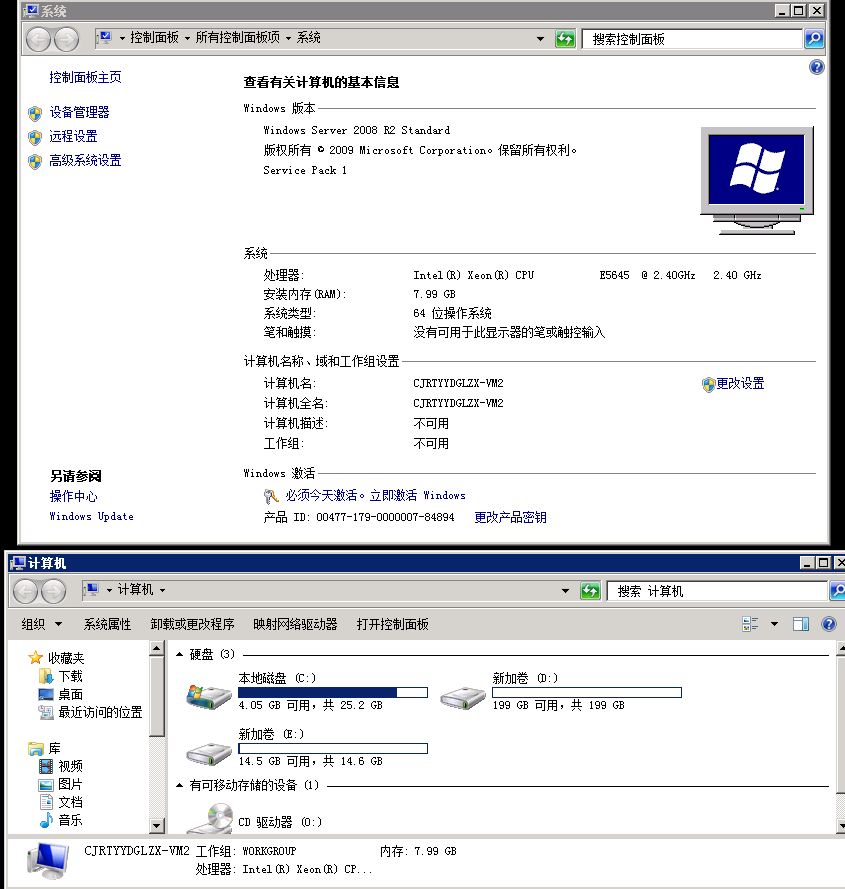 系统
控制面板 所有控制面板项 系统
搜索控制面板
控制面板主页
设备管理器
远程设置
高级系统设置
另请参阅
操作中心
Windows Update
查看有关计算机的基本信息
Windows 版本
Windows Server 2008 R2 Standard
版权所有 © 2009 Microsoft Corporation。保留所有权利。
Service Pack 1
系统
处理器: Intel(R) Xeon(R) CPU E5645 @ 2.40GHz 2.40 GHz
安装内存(RAM): 7.99 GB
系统类型: 64 位操作系统
笔和触摸: 没有可用于此显示器的笔或触控输入
计算机名称、域和工作组设置
计算机名: CJRTYYDGLZX-VM2 更改设置
计算机全名: CJRTYYDGLZX-VM2
计算机描述: 不可用
工作组: 不可用
Windows 激活
必须今天激活。立即激活 Windows
产品 ID: 00477-179-0000007-84894 更改产品密钥
计算机
计算机
搜索 计算机
组织 系统属性 卸载或更改程序 映射网络驱动器 打开控制面板
收藏夹
下载
桌面
最近访问的位置
库
视频
图片
文档
音乐
硬盘 (3)
本地磁盘 (C:)
4.05 GB 可用，共 25.2 GB
新加卷 (D:)
199 GB 可用，共 199 GB
新加卷 (E:)
14.5 GB 可用，共 14.6 GB
有可移动存储的设备 (1)
CD 驱动器 (O:)
CJRTYYDGLZX-VM2 工作组: WORKGROUP 内存: 7.99 GB
处理器: Intel(R) Xeon(R) CP...